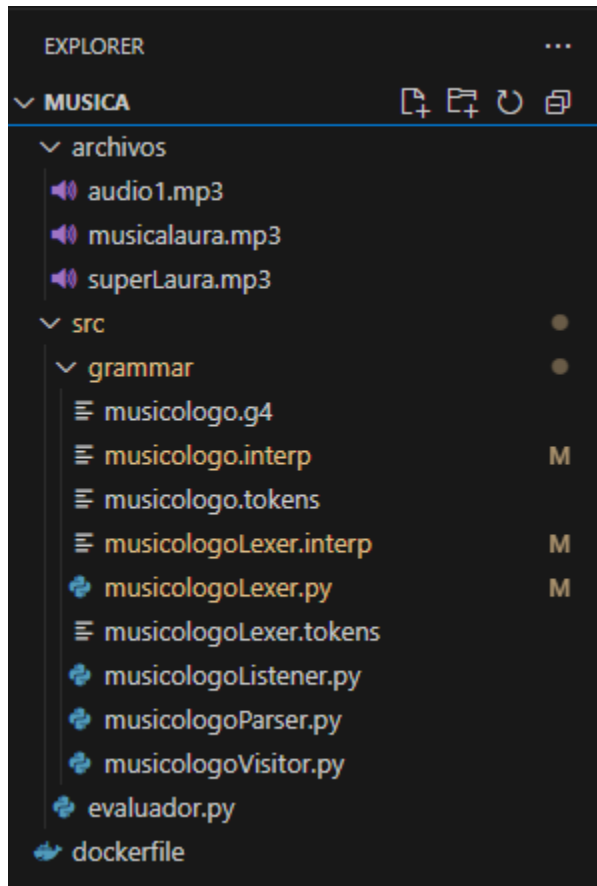 EXPLORER ...
MUSICA
archivos
audio1.mp3
musicalaura.mp3
superLaura.mp3
src
grammar
musicologo.g4
musicologo.interp M
musicologo.tokens
musicologoLexer.interp M
musicologoLexer.py M
musicologoLexer.tokens
musicologoListener.py
musicologoParser.py
musicologoVisitor.py
evaluador.py
dockerfile